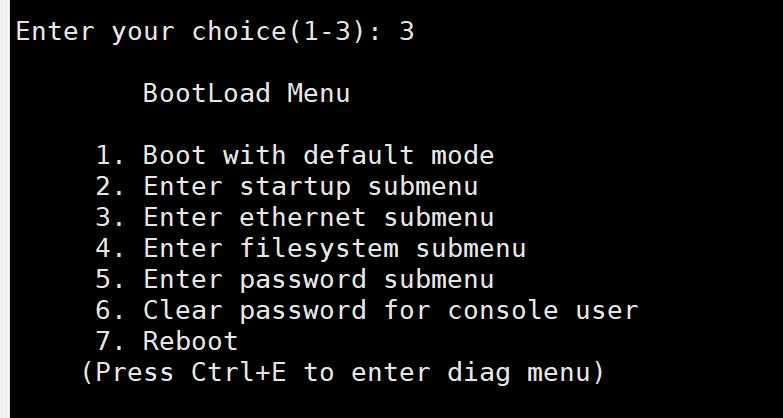 Enter your choice(1-3): 3
BootLoad Menu
1. Boot with default mode
2. Enter startup submenu
3. Enter ethernet submenu
4. Enter filesystem submenu
5. Enter password submenu
6. Clear password for console user
7. Reboot
(Press Ctrl+E to enter diag menu)